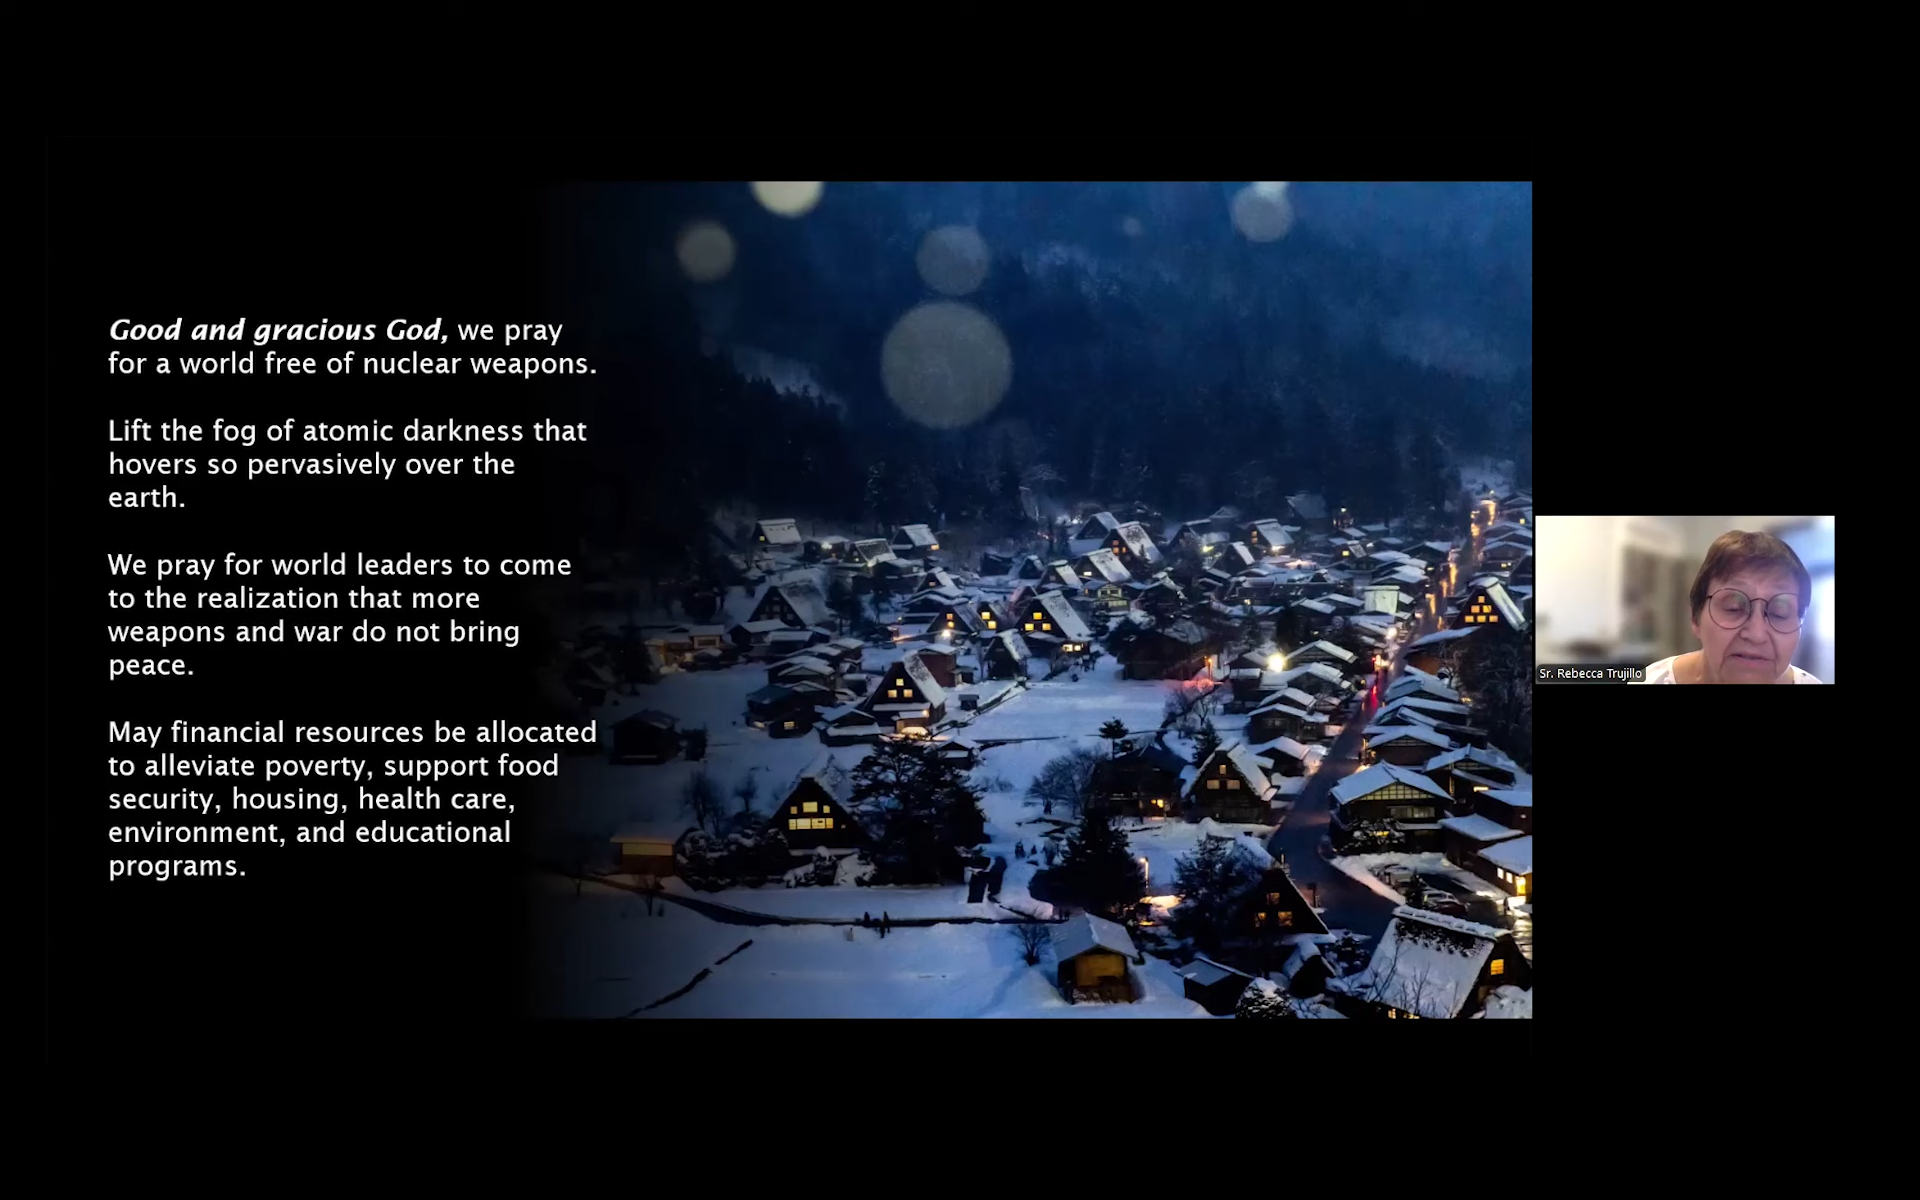 Good and gracious God, we pray
for a world free of nuclear weapons.
Lift the fog of atomic darkness that
hovers so pervasively over the
earth.
We pray for world leaders to come
to the realization that more
weapons and war do not bring
peace.
May financial resources be allocated
to alleviate poverty, support food
security, housing, health care,
environment, and educational
programs.
Sr. Rebecca Trujillo